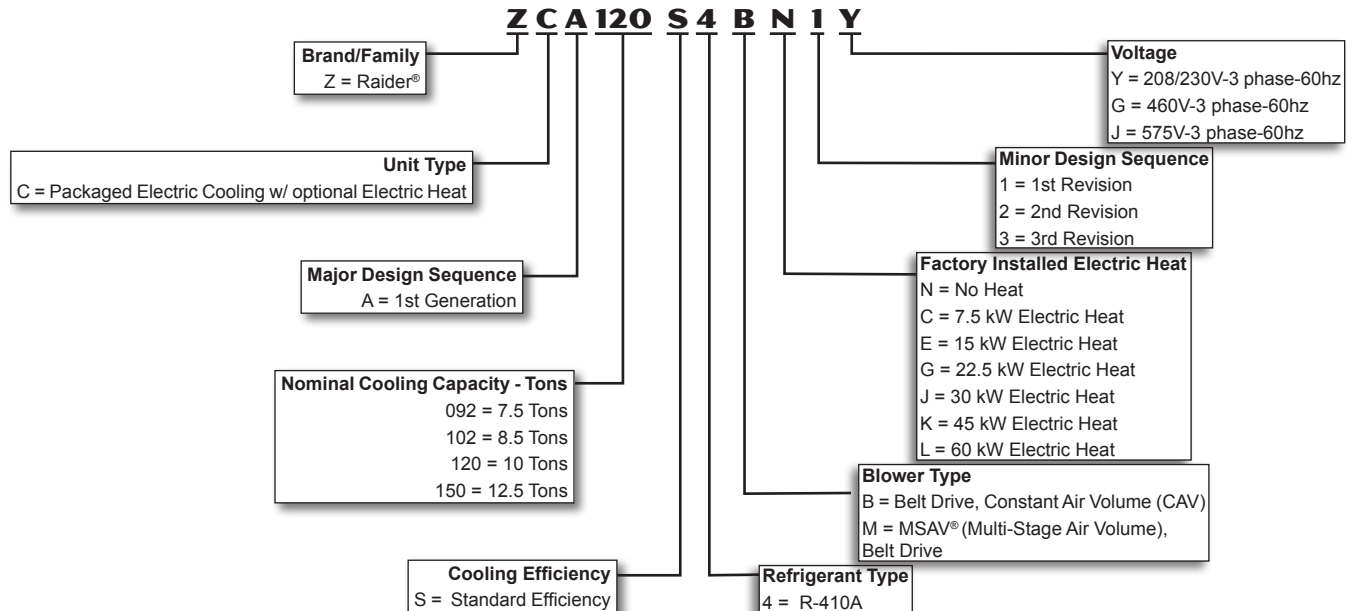 Z C A 120 S 4 B N 1 Y
Brand/Family
Z = Raider®
Voltage
Y = 208/230V-3 phase-60hz
G = 460V-3 phase-60hz
J = 575V-3 phase-60hz
Unit Type
C = Packaged Electric Cooling w/ optional Electric Heat
Minor Design Sequence
1 = 1st Revision
2 = 2nd Revision
3 = 3rd Revision
Major Design Sequence
A = 1st Generation
Factory Installed Electric Heat
N = No Heat
C = 7.5 kW Electric Heat
E = 15 kW Electric Heat
G = 22.5 kW Electric Heat
J = 30 kW Electric Heat
K = 45 kW Electric Heat
L = 60 kW Electric Heat
Nominal Cooling Capacity - Tons
092 = 7.5 Tons
102 = 8.5 Tons
120 = 10 Tons
150 = 12.5 Tons
Blower Type
B = Belt Drive, Constant Air Volume (CAV)
M = MSAV® (Multi-Stage Air Volume),
Belt Drive
Cooling Efficiency
S = Standard Efficiency
Refrigerant Type
4 = R-410A